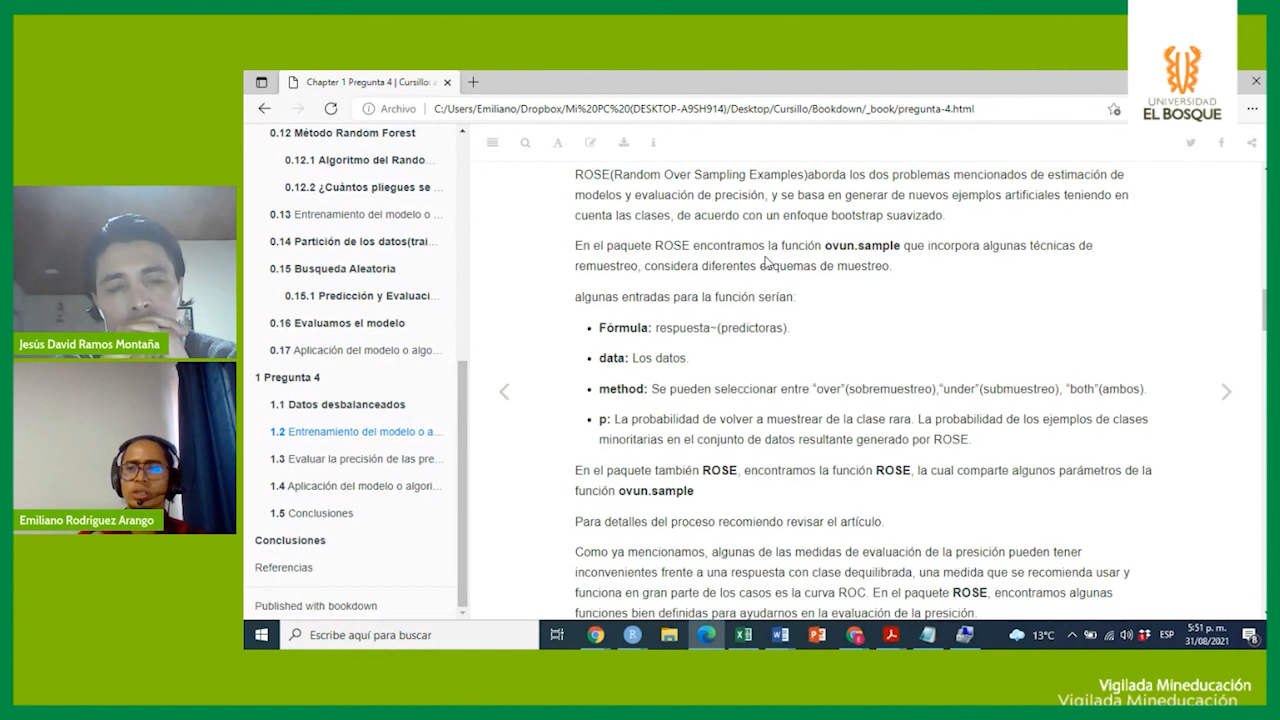 UNIVERSIDAD
EL BOSQUE
Chapter 1 Pregunta 4 | Cursillo: a
Archivo
C:/Users/Emiliano/Dropbox/Mi%20PC%20(DESKTOP-A9SH914)/Desktop/Cursillo/Bookdown/_book/pregunta-4.html
0.12 Método Random Forest
0.12.1 Algoritmo del Rando...
0.12.2 ¿Cuántos pliegues se ...
0.13 Entrenamiento del modelo o ...
0.14 Partición de los datos(trai...
0.15 Busqueda Aleatoria
0.15.1 Predicción y Evaluaci...
0.16 Evaluamos el modelo
0.17 Aplicación del modelo o algo...
1 Pregunta 4
1.1 Datos desbalanceados
1.2 Entrenamiento del modelo o a...
1.3 Evaluar la precisión de las pre...
1.4 Aplicación del modelo o algori...
1.5 Conclusiones
Conclusiones
Referencias
Published with bookdown
ROSE(Random Over Sampling Examples)aborda los dos problemas mencionados de estimación de
modelos y evaluación de precisión, y se basa en generar de nuevos ejemplos artificiales teniendo en
cuenta las clases, de acuerdo con un enfoque bootstrap suavizado.
En el paquete ROSE encontramos la función ovun.sample que incorpora algunas técnicas de
remuestreo, considera diferentes esquemas de muestreo.
algunas entradas para la función serían:
• Fórmula: respuesta~(predictoras).
• data: Los datos.
• method: Se pueden seleccionar entre “over”(sobremuestreo),“under”(submuestreo), “both”(ambos).
• p: La probabilidad de volver a muestrear de la clase rara. La probabilidad de los ejemplos de clases
minoritarias en el conjunto de datos resultante generado por ROSE.
En el paquete también ROSE, encontramos la función ROSE, la cual comparte algunos parámetros de la
función ovun.sample
Para detalles del proceso recomiendo revisar el artículo.
Como ya mencionamos, algunas de las medidas de evaluación de la presición pueden tener
inconvenientes frente a una respuesta con clase dequilibrada, una medida que se recomienda usar y
funciona en gran parte de los casos es la curva ROC. En el paquete ROSE, encontramos algunas
funciones bien definidas para ayudarnos en la evaluación de la presición.
Jesús David Ramos Montaña
Emiliano Rodríguez Arango
Escribe aquí para buscar
13°C
ESP
5:51 p. m.
31/08/2021
Vigilada Mineducación
Vigilada Mineducación